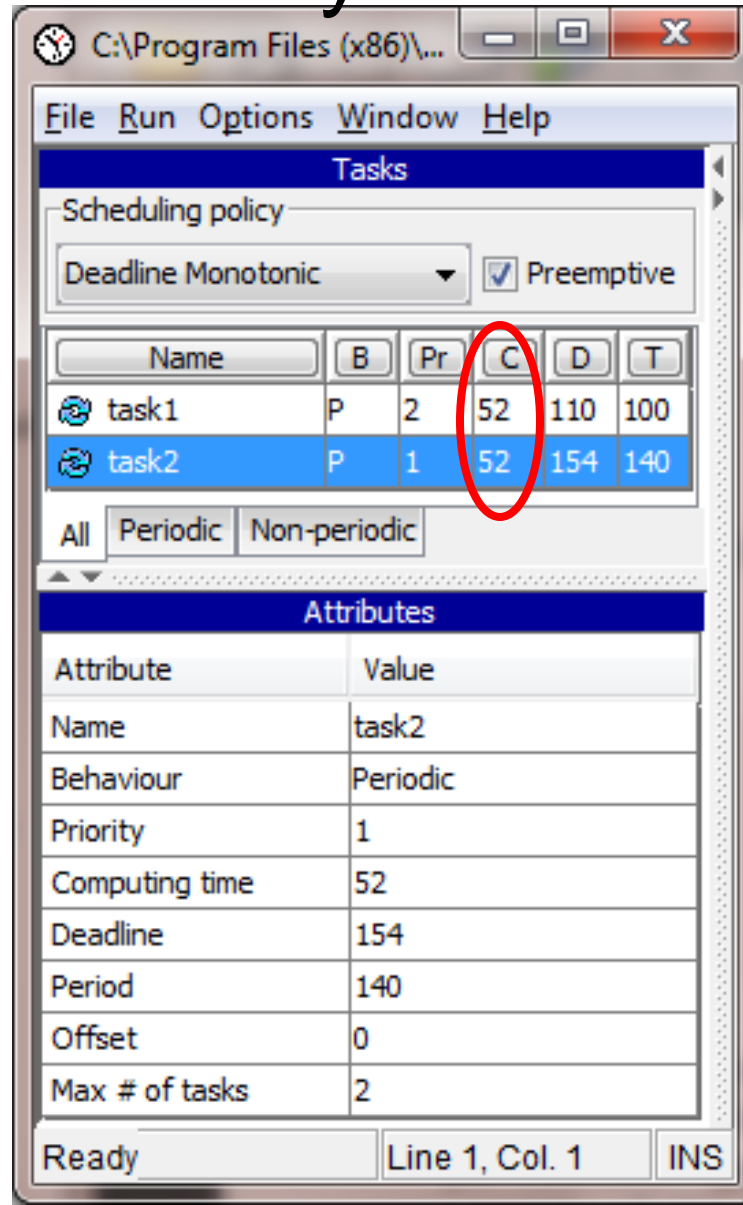 C:\Program Files (x86)\...
File Run Options Window Help
Tasks
Scheduling policy
Deadline Monotonic Preemptive
Name B Pr C D T
task1 P 2 52 110 100
task2 P 1 52 154 140
All Periodic Non-periodic
Attributes
Attribute Value
Name task2
Behaviour Periodic
Priority 1
Computing time 52
Deadline 154
Period 140
Offset 0
Max # of tasks 2
Ready Line 1, Col. 1 INS